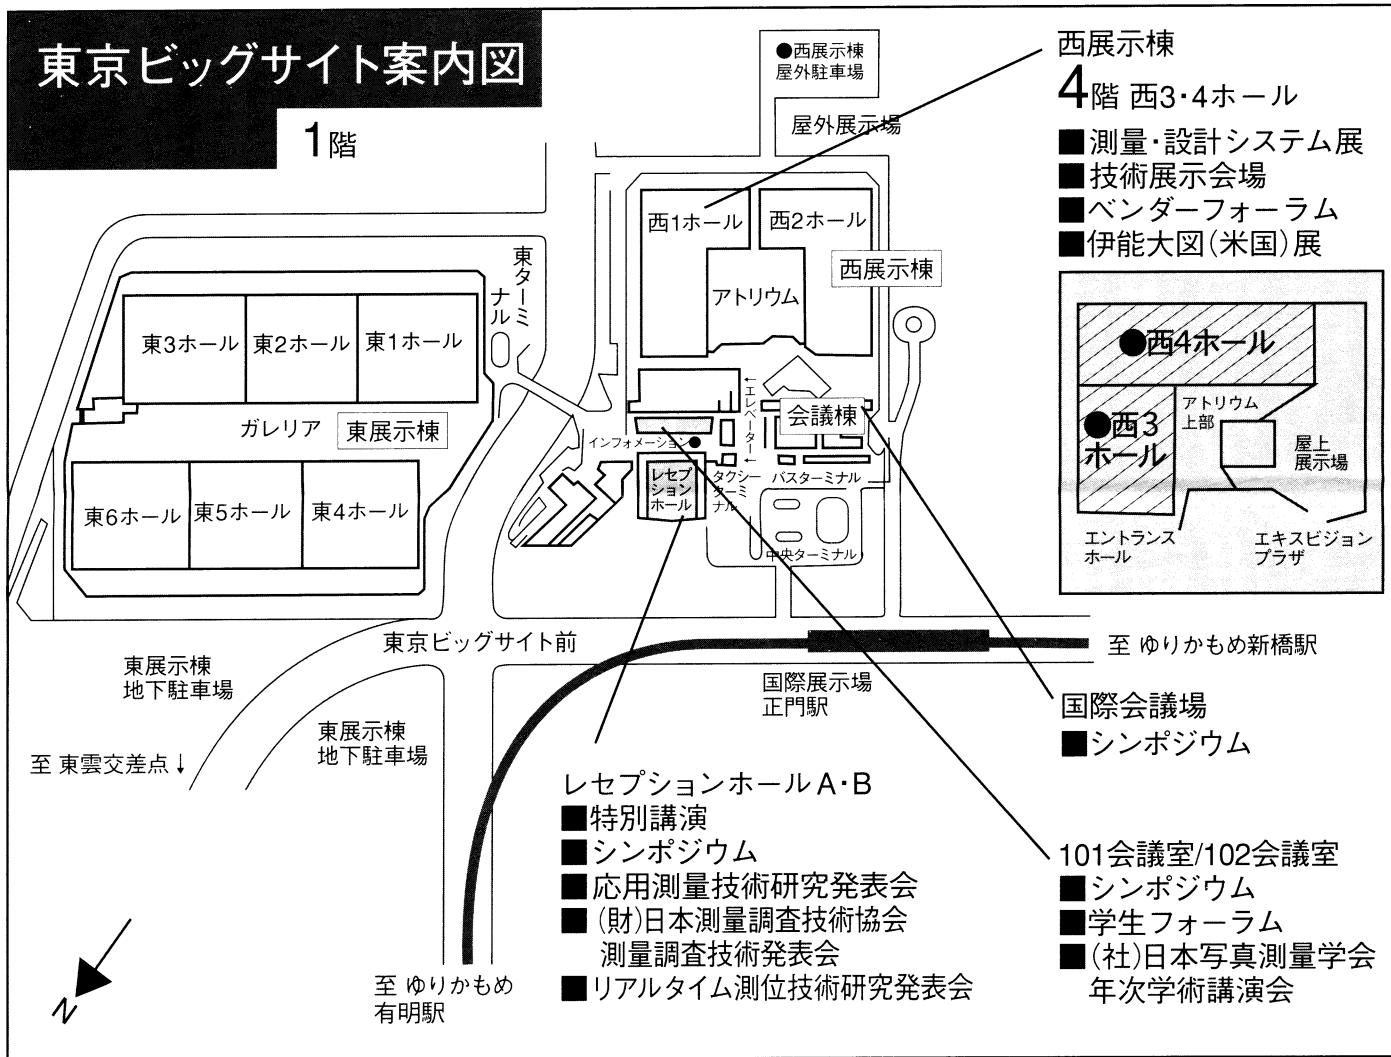 東京ビッグサイト案内図
1階
●西展示棟
屋外駐車場
屋外展示場
西1ホール
西2ホール
アトリウム
西展示棟
東ターミナル
東3ホール
東2ホール
東1ホール
ガレリア
東展示棟
東6ホール
東5ホール
東4ホール
←エレベーター→
会議棟
インフォメーション●
レセプ
ション
ホール
タクシー
ターミ
ナル
バスターミナル
中央ターミナル
東京ビッグサイト前
至 ゆりかもめ新橋駅
国際展示場
正門駅
東展示棟
地下駐車場
東展示棟
地下駐車場
至 東雲交差点↓
至 ゆりかもめ
有明駅
N
西展示棟
4階 西3・4ホール
■測量・設計システム展
■技術展示会場
■ベンダーフォーラム
■伊能大図(米国)展
●西4ホール
●西3
ホール
アトリウム
上部
屋上
展示場
エントランス
ホール
エキスビジョン
プラザ
国際会議場
■シンポジウム
レセプションホールA・B
■特別講演
■シンポジウム
■応用測量技術研究発表会
■(財)日本測量調査技術協会
測量調査技術発表会
■リアルタイム測位技術研究発表会
101会議室/102会議室
■シンポジウム
■学生フォーラム
■(社)日本写真測量学会
年次学術講演会